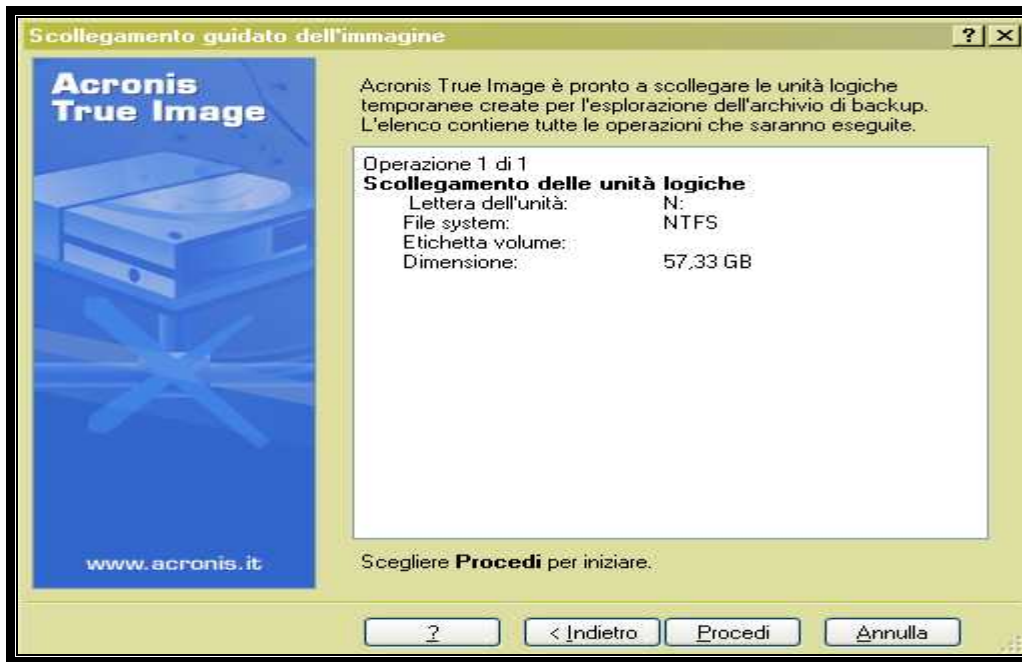 Scollegamento guidato dell'immagine
Acronis
True Image
Acronis True Image è pronto a scollegare le unità logiche
temporanee create per l'esplorazione dell'archivio di backup.
L'elenco contiene tutte le operazioni che saranno eseguite.
Operazione 1 di 1
Scollegamento delle unità logiche
Lettera dell'unità: N:
File system: NTFS
Etichetta volume:
Dimensione: 57,33 GB
www.acronis.it
Scegliere Procedi per iniziare.
? < Indietro Procedi Annulla